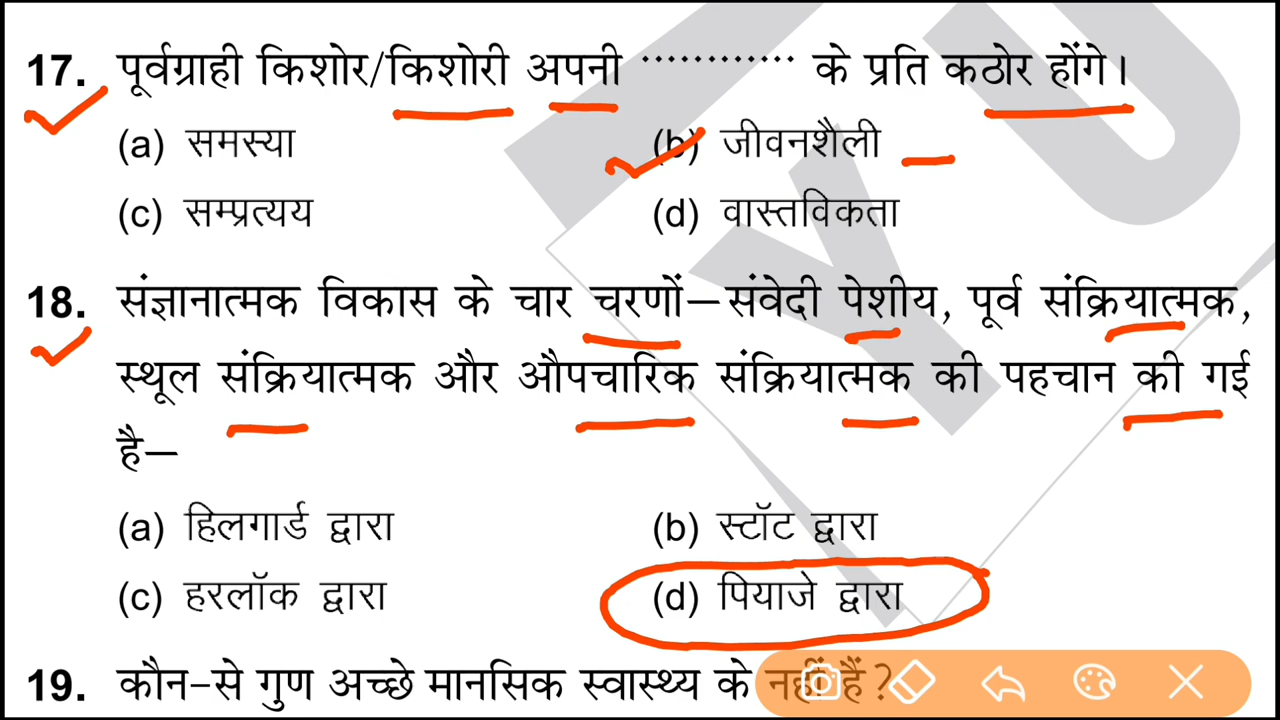 17. पूर्वग्राही किशोर/किशोरी अपनी ............ के प्रति कठोर होंगे।
(a) समस्या (b) जीवनशैली
(c) सम्प्रत्यय (d) वास्तविकता
18. संज्ञानात्मक विकास के चार चरणों–संवेदी पेशीय, पूर्व संक्रियात्मक,
स्थूल संक्रियात्मक और औपचारिक संक्रियात्मक की पहचान की गई
है–
(a) हिलगार्ड द्वारा (b) स्टॉट द्वारा
(c) हरलॉक द्वारा (d) पियाजे द्वारा
19. कौन-से गुण अच्छे मानसिक स्वास्थ्य के नहीं हैं?